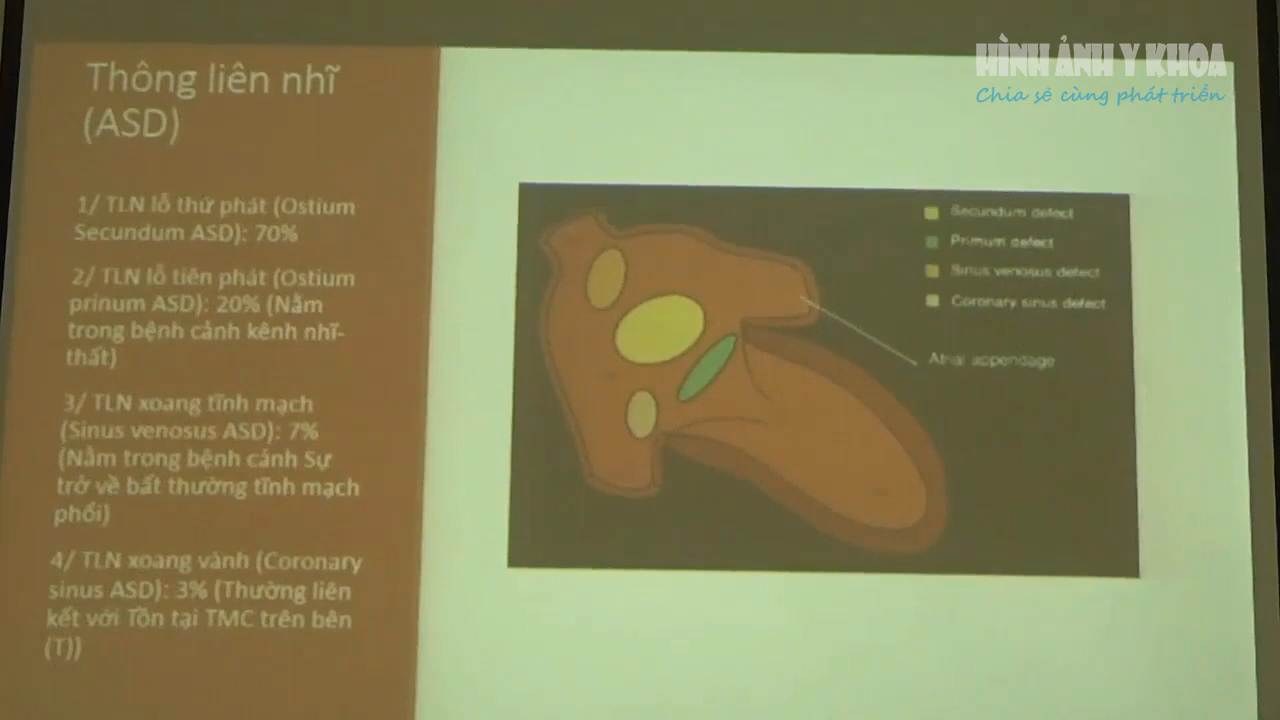 HÌNH ẢNH Y KHOA
Chia sẻ cùng phát triển
Thông liên nhĩ
(ASD)
1/ TLN lỗ thứ phát (Ostium
Secundum ASD): 70%
2/ TLN lỗ tiên phát (Ostium
prinum ASD): 20% (Nằm
trong bệnh cảnh kênh nhĩ-
thất)
3/ TLN xoang tĩnh mạch
(Sinus venosus ASD): 7%
(Nằm trong bệnh cảnh Sự
trở về bất thường tĩnh mạch
phổi)
4/ TLN xoang vành (Coronary
sinus ASD): 3% (Thường liên
kết với Tồn tại TMC trên bên
(T))
Secundum defect
Primum defect
Sinus venosus defect
Coronary sinus defect
Atrial appendage